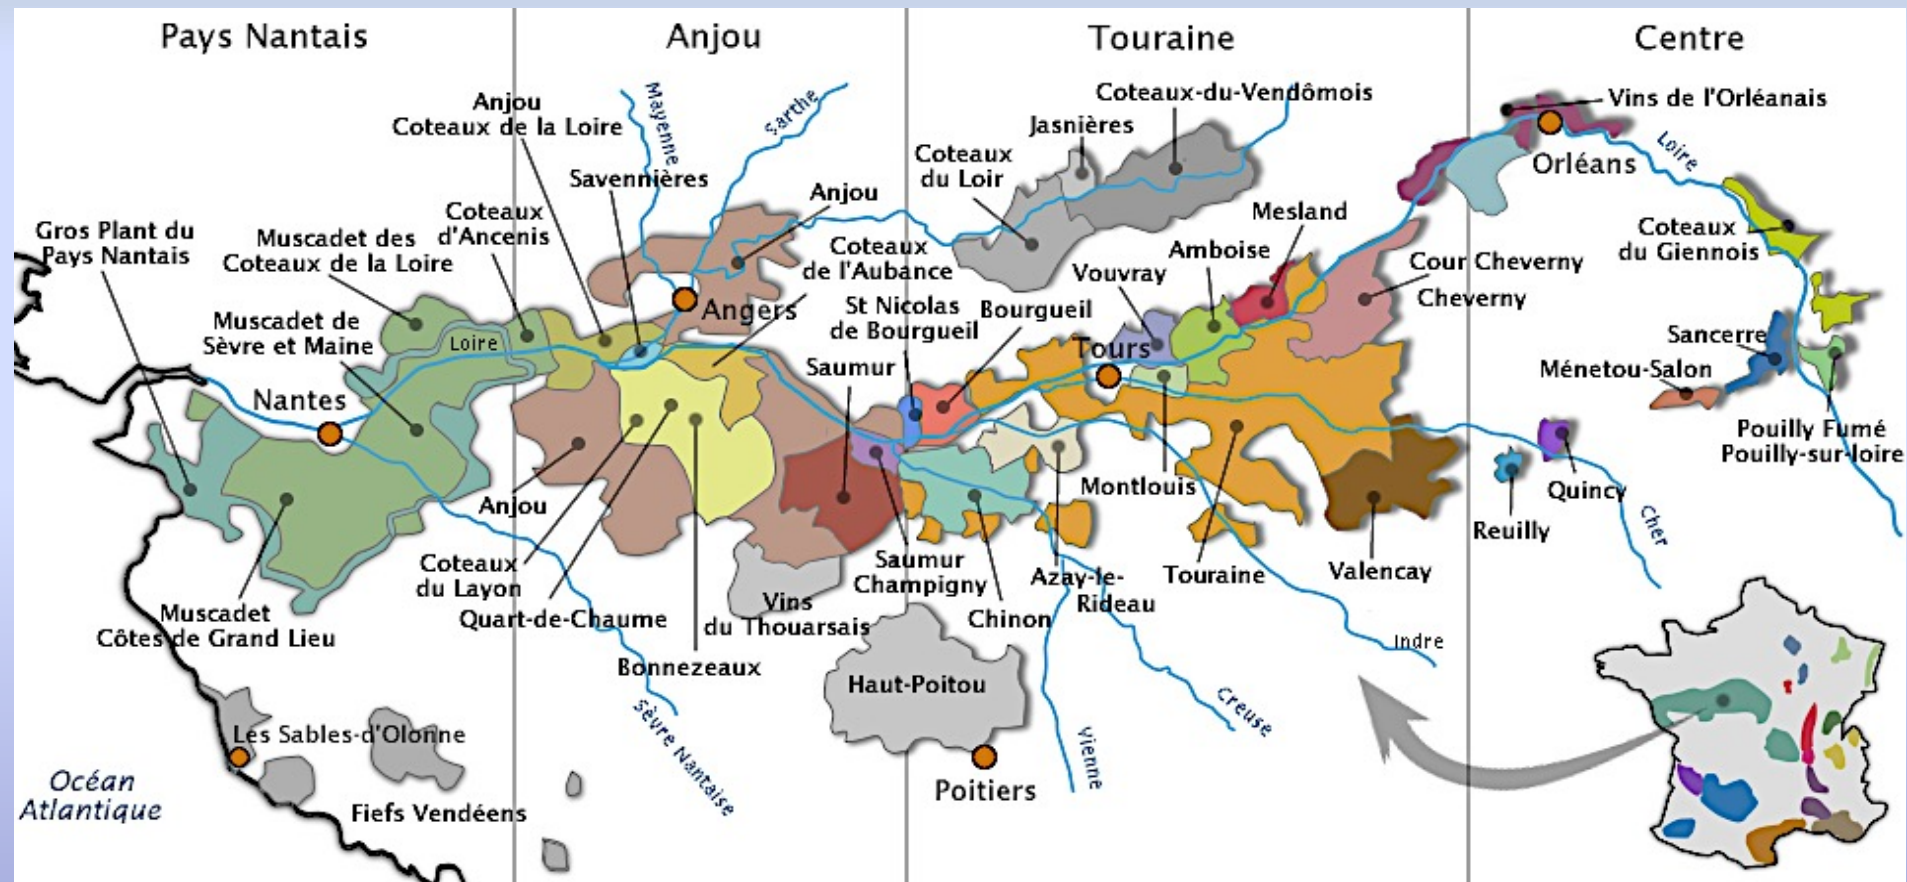 Pays Nantais
Anjou
Touraine
Centre
Mayenne
Sarthe
Anjou
Coteaux de la Loire
Savennières
Anjou
Coteaux
d'Ancenis
Gros Plant du
Pays Nantais
Muscadet des
Coteaux de la Loire
Muscadet de
Sèvre et Maine
Loire
Nantes
Angers
Coteaux
de l'Aubance
St Nicolas
de Bourgueil
Bourgueil
Saumur
Coteaux
du Loir
Jasnières
Coteaux-du-Vendômois
Vouvray
Amboise
Mesland
Tours
Cour Cheverny
Cheverny
Vins de l'Orléanais
Orléans
Loire
Coteaux
du Giennois
Sancerre
Ménetou-Salon
Pouilly Fumé
Pouilly-sur-loire
Quincy
Reuilly
Cher
Anjou
Coteaux
du Layon
Quart-de-Chaume
Bonnezeaux
Vins
du Thouarsais
Saumur
Champigny
Chinon
Azay-le-
Rideau
Montlouis
Touraine
Valencay
Indre
Creuse
Vienne
Haut-Poitou
Poitiers
Muscadet
Côtes de Grand Lieu
Sèvre Nantaise
Les Sables-d'Olonne
Fiefs Vendéens
Océan
Atlantique